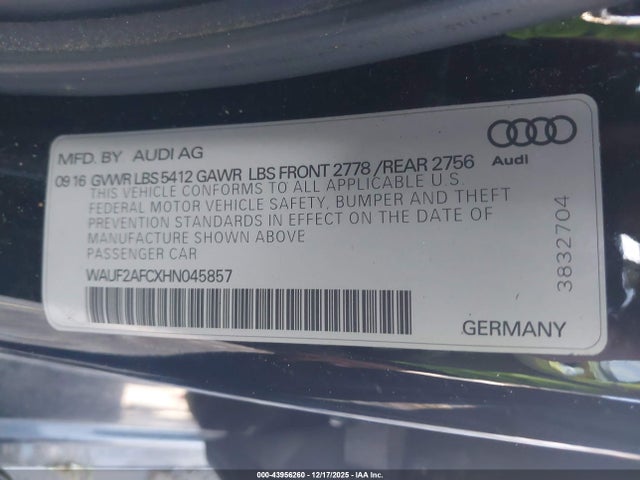 MFD. BY AUDI AG
09 16 GVWR LBS 5412 GAWR LBS FRONT 2778 / REAR 2756
THIS VEHICLE CONFORMS TO ALL APPLICABLE U.S.
FEDERAL MOTOR VEHICLE SAFETY, BUMPER AND THEFT
PREVENTION STANDARDS IN EFFECT ON THE DATE OF
MANUFACTURE SHOWN ABOVE
PASSENGER CAR
WAUF2AFCXHN045857
Audi
3832704
GERMANY
000-43956260 - 12/17/2025 - IAA Inc.